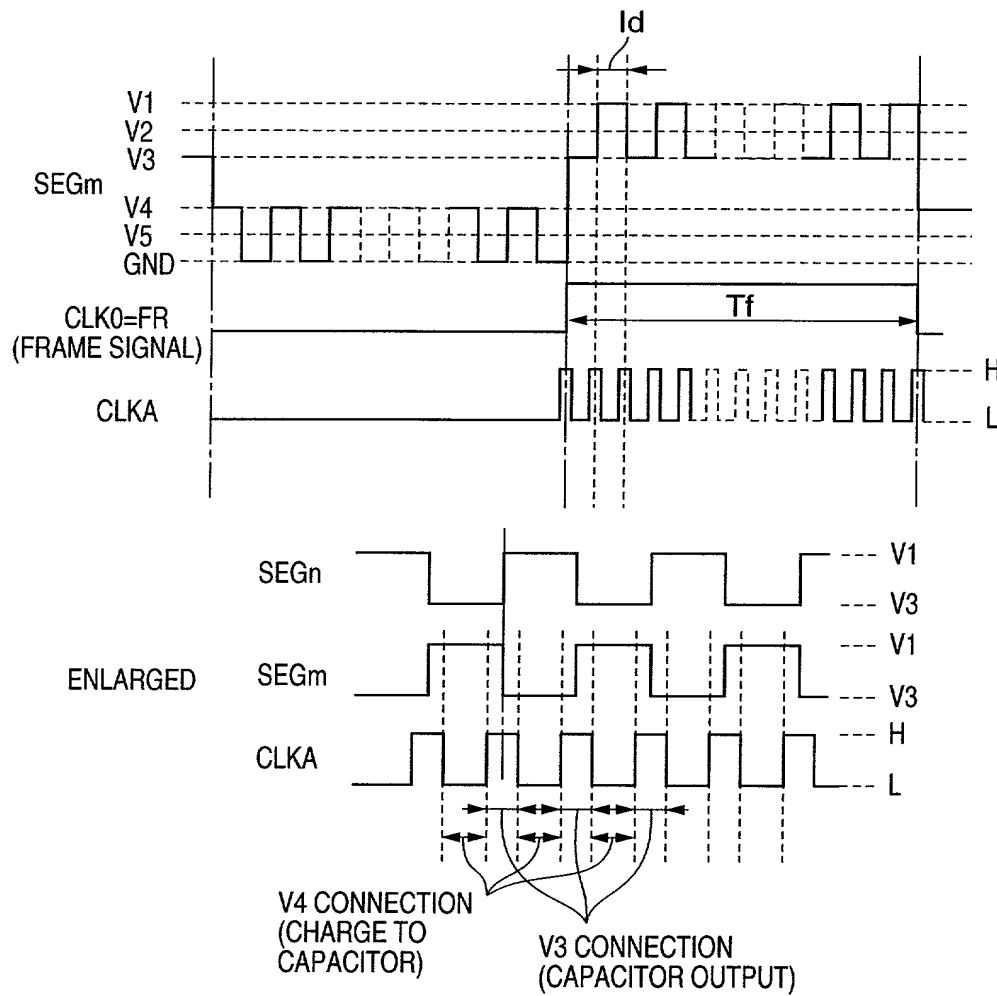 Id
V1
V2
V3
SEGm
V4
V5
GND
CLK0=FR
(FRAME SIGNAL)
Tf
CLKA
H
L
SEGn
V1
V3
ENLARGED
SEGm
V1
V3
CLKA
H
L
V4 CONNECTION
(CHARGE TO
CAPACITOR)
V3 CONNECTION
(CAPACITOR OUTPUT)